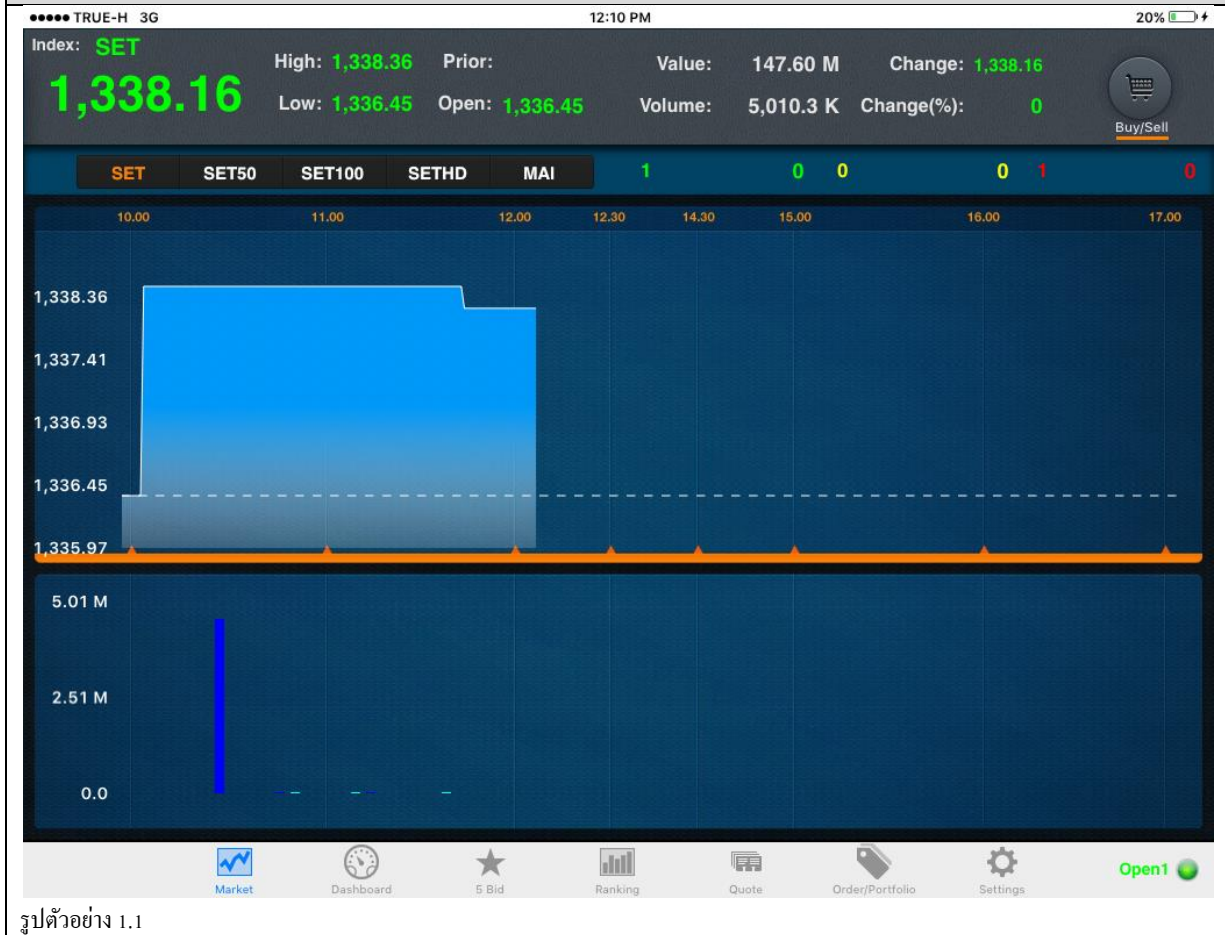 ●●●●● TRUE-H 3G 12:10 PM 20%
Index: SET
1,338.16
High: 1,338.36 Prior: Value: 147.60 M Change: 1,338.16
Low: 1,336.45 Open: 1,336.45 Volume: 5,010.3 K Change(%): 0
Buy/Sell
SET SET50 SET100 SETHD MAI 1 0 0 0 1 0
10.00 11.00 12.00 12.30 14.30 15.00 16.00 17.00
1,338.36
1,337.41
1,336.93
1,336.45
1,335.97
5.01 M
2.51 M
0.0
Market Dashboard 5 Bid Ranking Quote Order/Portfolio Settings Open1
รูปตัวอย่าง 1.1